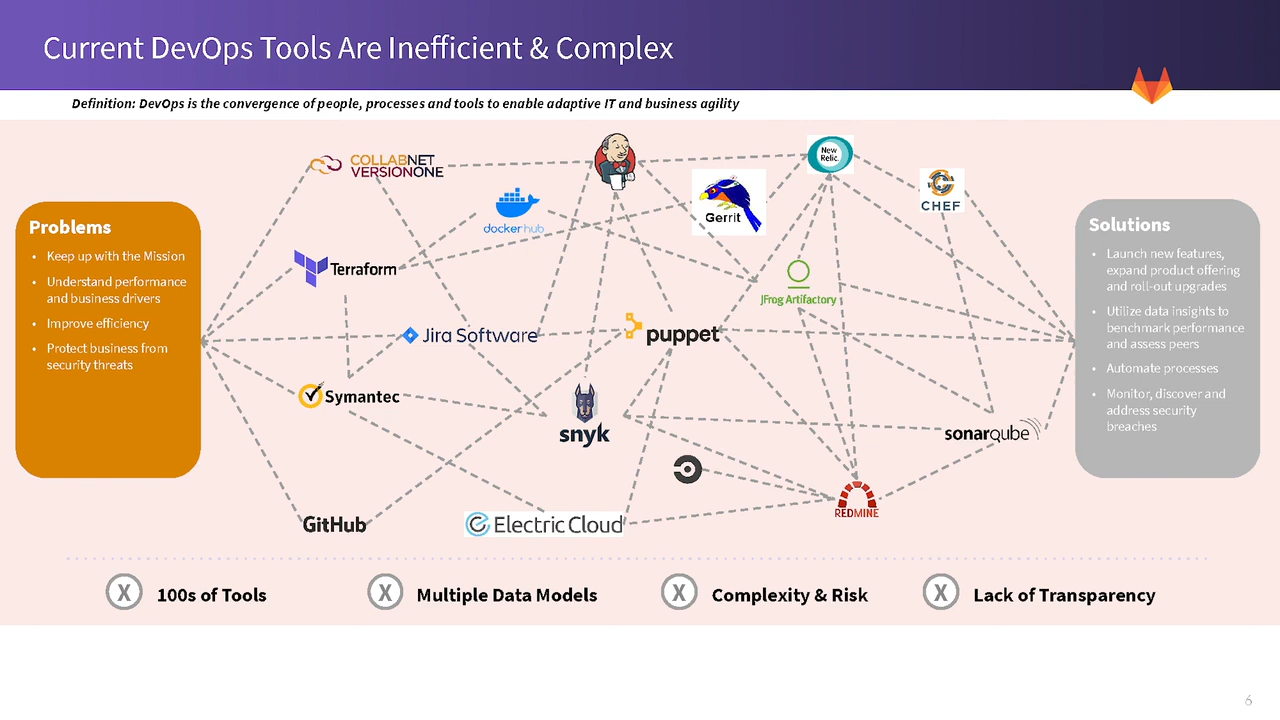 Current DevOps Tools Are Inefficient & Complex
Definition: DevOps is the convergence of people, processes and tools to enable adaptive IT and business agility
Problems
• Keep up with the Mission
• Understand performance
and business drivers
• Improve efficiency
• Protect business from
security threats
COLLABNET
VERSIONONE
docker hub
Gerrit
New
Relic.
CHEF
Terraform
JFrog Artifactory
Jira Software
puppet
Symantec
snyk
sonarqube
GitHub
Electric Cloud
REDMINE
Solutions
• Launch new features,
expand product offering
and roll-out upgrades
• Utilize data insights to
benchmark performance
and assess peers
• Automate processes
• Monitor, discover and
address security
breaches
X 100s of Tools
X Multiple Data Models
X Complexity & Risk
X Lack of Transparency
6